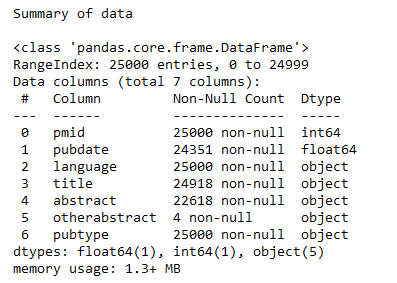 Summary of data
<class 'pandas.core.frame.DataFrame'>
RangeIndex: 25000 entries, 0 to 24999
Data columns (total 7 columns):
 #   Column         Non-Null Count  Dtype
---  ------         --------------  -----
 0   pmid           25000 non-null  int64
 1   pubdate        24351 non-null  float64
 2   language       25000 non-null  object
 3   title          24918 non-null  object
 4   abstract       22618 non-null  object
 5   otherabstract  4 non-null      object
 6   pubtype        25000 non-null  object
dtypes: float64(1), int64(1), object(5)
memory usage: 1.3+ MB